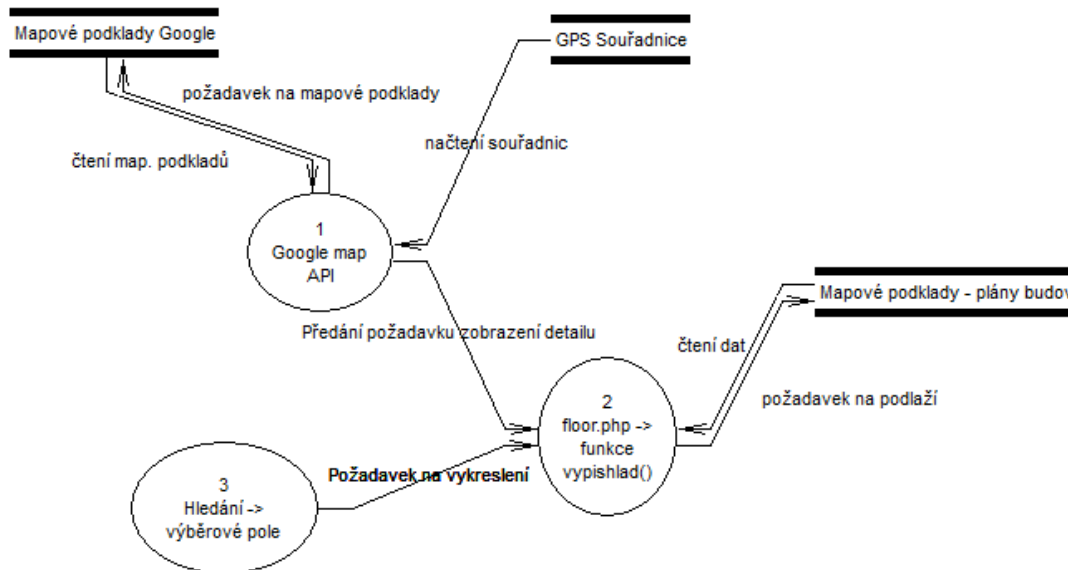 Mapové podklady Google
GPS Souřadnice
požadavek na mapové podklady
načtení souřadnic
čtení map. podkladů
1
Google map
API
Mapové podklady - plány budov
Předání požadavku zobrazení detailu
čtení dat
požadavek na podlaží
2
floor.php ->
funkce
vypishlad()
Požadavek na vykreslení
3
Hledání ->
výběrové pole